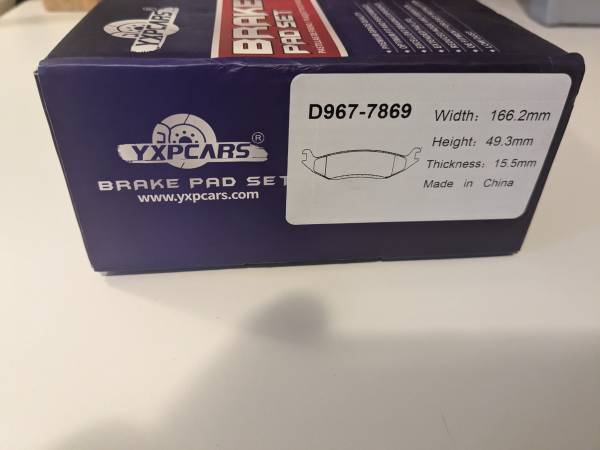 YXPCARS
BRAKE
PAD SET
YXPCARS®
BRAKE PAD SET
www.yxpcars.com
D967-7869
Width: 166.2mm
Height: 49.3mm
Thickness: 15.5mm
Made in China